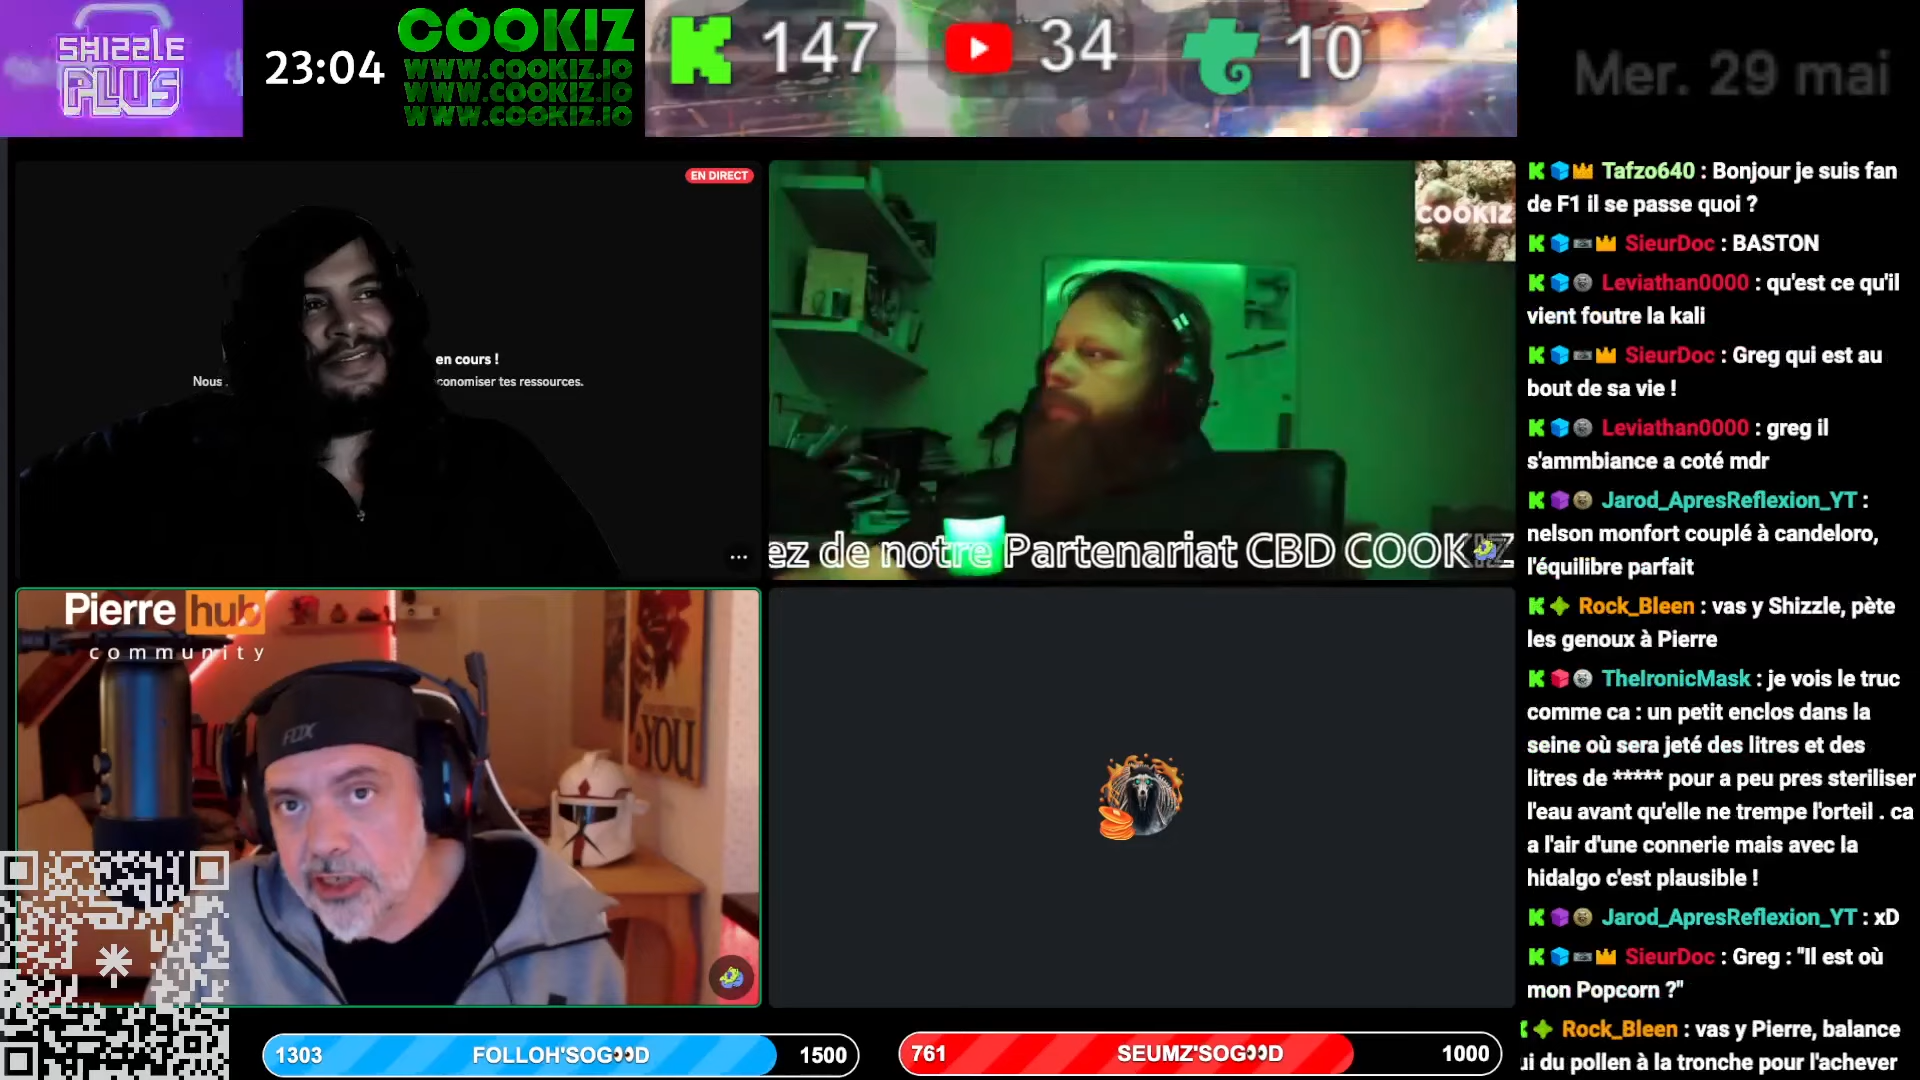 SHIZZLE
PLUS
23:04
COOKIZ
WWW.COOKIZ.IO
WWW.COOKIZ.IO
WWW.COOKIZ.IO
147
34
10
Mer. 29 mai
EN DIRECT
en cours !
Nous
conomiser tes ressources.
COOKIZ
ez de notre Partenariat CBD COOKIZ
Pierre hub
community
FOX
YOU
Tafzo640 : Bonjour je suis fan
de F1 il se passe quoi ?
SieurDoc : BASTON
Leviathan0000 : qu'est ce qu'il
vient foutre la kali
SieurDoc : Greg qui est au
bout de sa vie !
Leviathan0000 : greg il
s'ammbiance a coté mdr
Jarod_ApresReflexion_YT :
nelson monfort couplé à candeloro,
l'équilibre parfait
Rock_Bleen : vas y Shizzle, pète
les genoux à Pierre
TheIronicMask : je vois le truc
comme ca : un petit enclos dans la
seine où sera jeté des litres et des
litres de ***** pour a peu pres steriliser
l'eau avant qu'elle ne trempe l'orteil . ca
a l'air d'une connerie mais avec la
hidalgo c'est plausible !
Jarod_ApresReflexion_YT : xD
SieurDoc : Greg : "Il est où
mon Popcorn ?"
Rock_Bleen : vas y Pierre, balance
ui du pollen à la tronche pour l'achever
1303 FOLLOH'SOG👀D 1500
761 SEUMZ'SOG👀D 1000